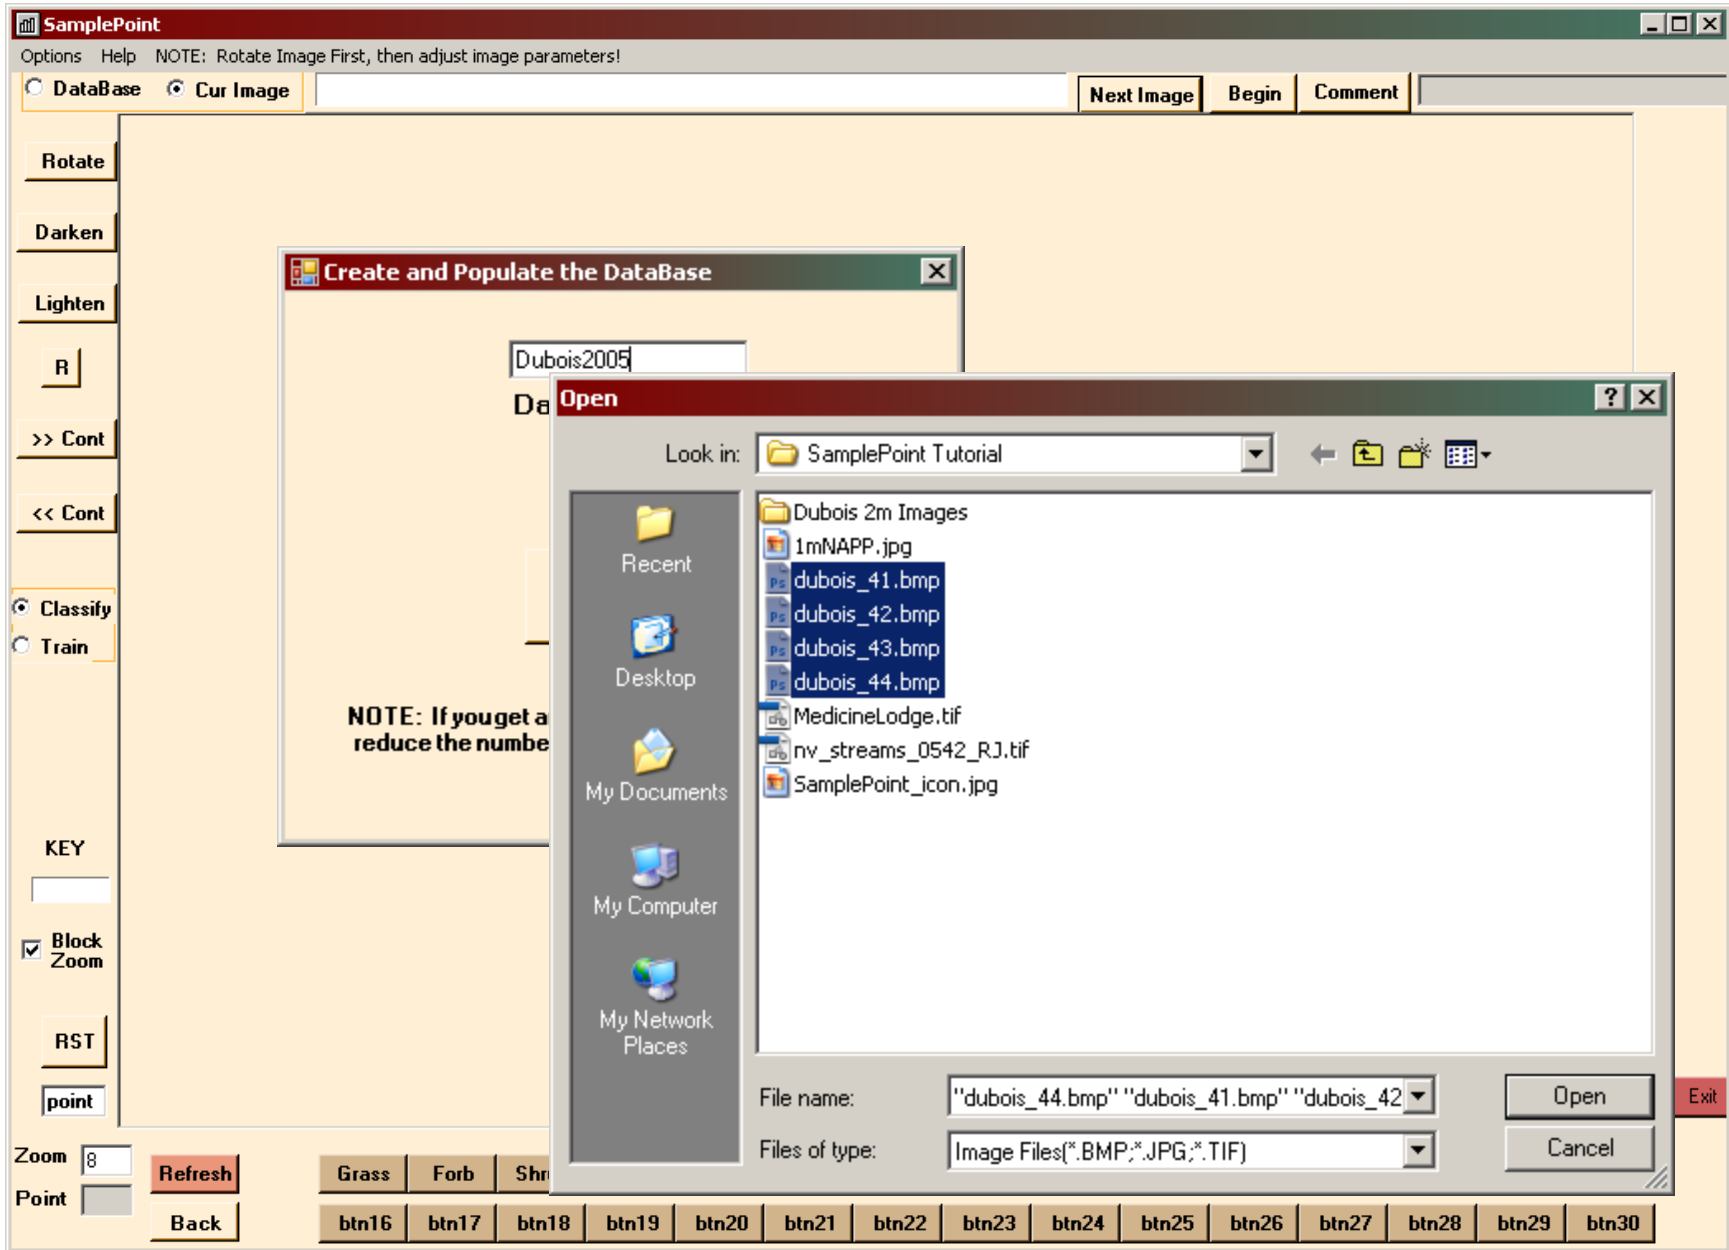 SamplePoint
Options Help NOTE: Rotate Image First, then adjust image parameters!
DataBase Cur Image Next Image Begin Comment
Rotate
Darken
Lighten
R
>> Cont
<< Cont
Classify
Train
KEY
Block
Zoom
RST
point
Zoom 8
Point
Refresh
Back
Create and Populate the DataBase
Dubois2005
NOTE: If you get
reduce the
Open
Look in: SamplePoint Tutorial
Recent
Desktop
My Documents
My Computer
My Network
Places
Dubois 2m Images
1mNAPP.jpg
dubois_41.bmp
dubois_42.bmp
dubois_43.bmp
dubois_44.bmp
MedicineLodge.tif
nv_streams_0542_RJ.tif
SamplePoint_icon.jpg
File name: "dubois_44.bmp" "dubois_41.bmp" "dubois_42
Open
Files of type: Image Files(*.BMP;*.JPG;*.TIF)
Cancel
Exit
Grass Forb
btn16 btn17 btn18 btn19 btn20 btn21 btn22 btn23 btn24 btn25 btn26 btn27 btn28 btn29 btn30